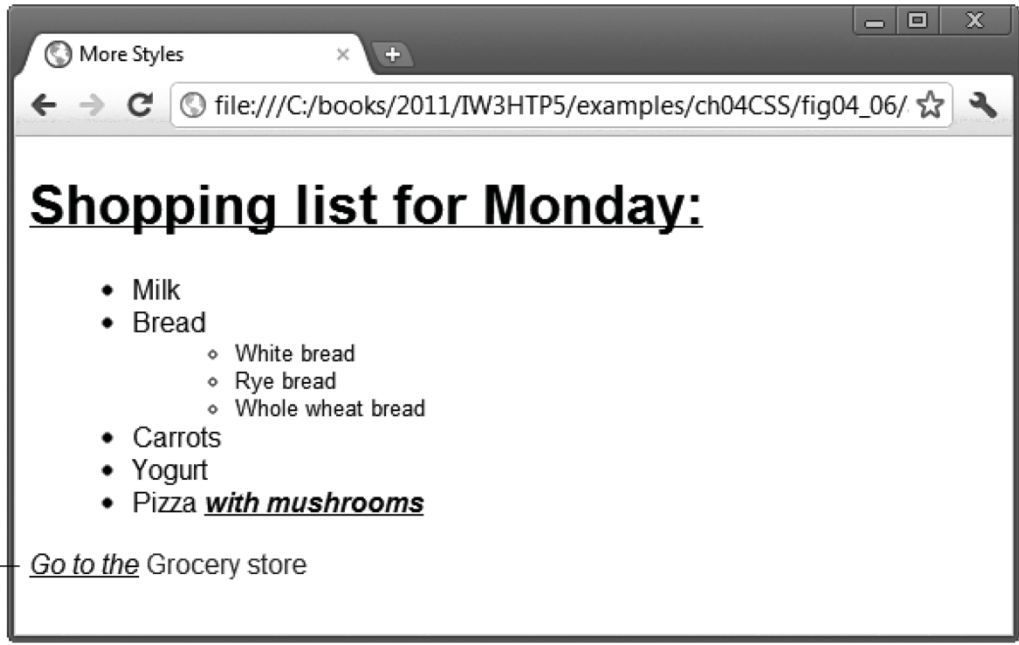 More Styles
file:///C:/books/2011/IW3HTP5/examples/ch04CSS/fig04_06/
Shopping list for Monday:
Milk
Bread
White bread
Rye bread
Whole wheat bread
Carrots
Yogurt
Pizza with mushrooms
Go to the Grocery store